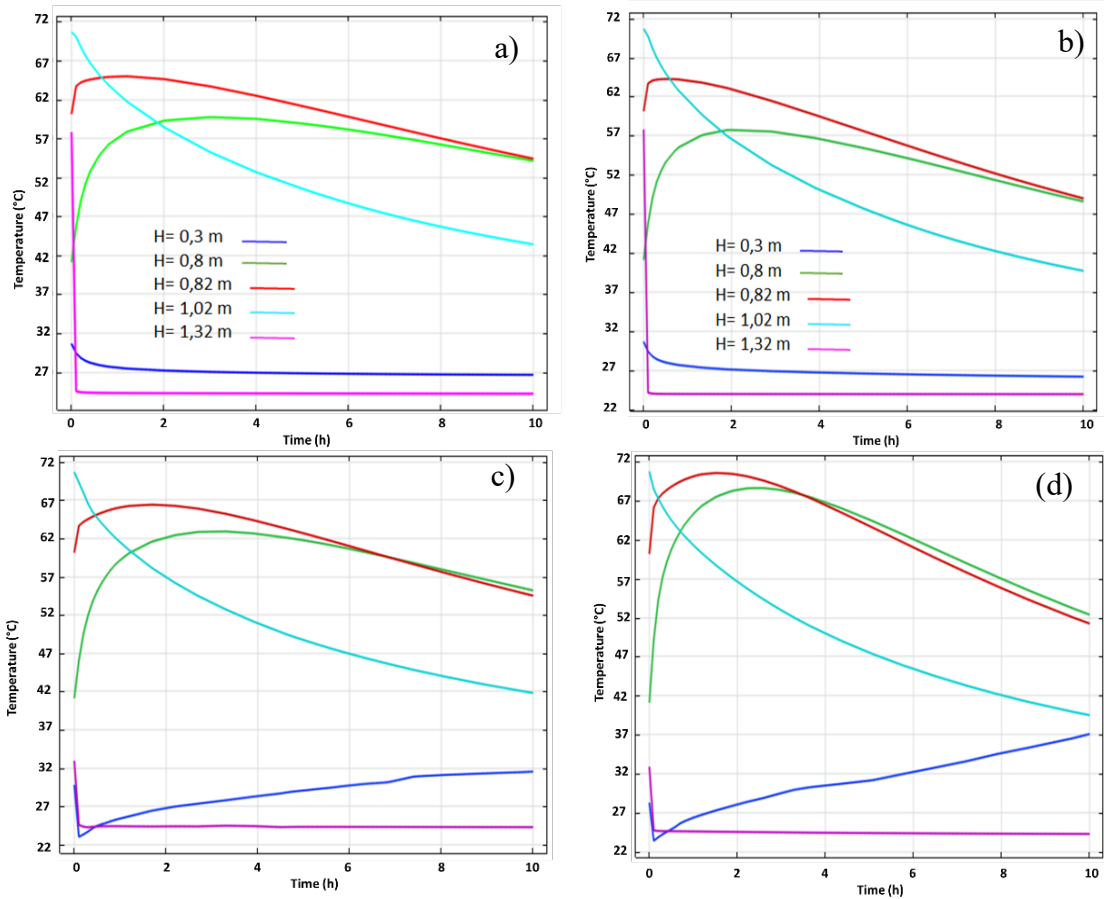 a)
72
67
62
57
52
47
42
37
32
27
Temperature (°C)
H= 0,3 m
H= 0,8 m
H= 0,82 m
H= 1,02 m
H= 1,32 m
0 2 4 6 8 10
Time (h)
b)
72
67
62
57
52
47
42
37
32
27
22
Temperature (°C)
H= 0,3 m
H= 0,8 m
H= 0,82 m
H= 1,02 m
H= 1,32 m
0 2 4 6 8 10
Time (h)
c)
72
67
62
57
52
47
42
37
32
27
22
Temperature (°C)
0 2 4 6 8 10
Time (h)
(d)
72
67
62
57
52
47
42
37
32
27
22
Temperature (°C)
0 2 4 6 8 10
Time (h)